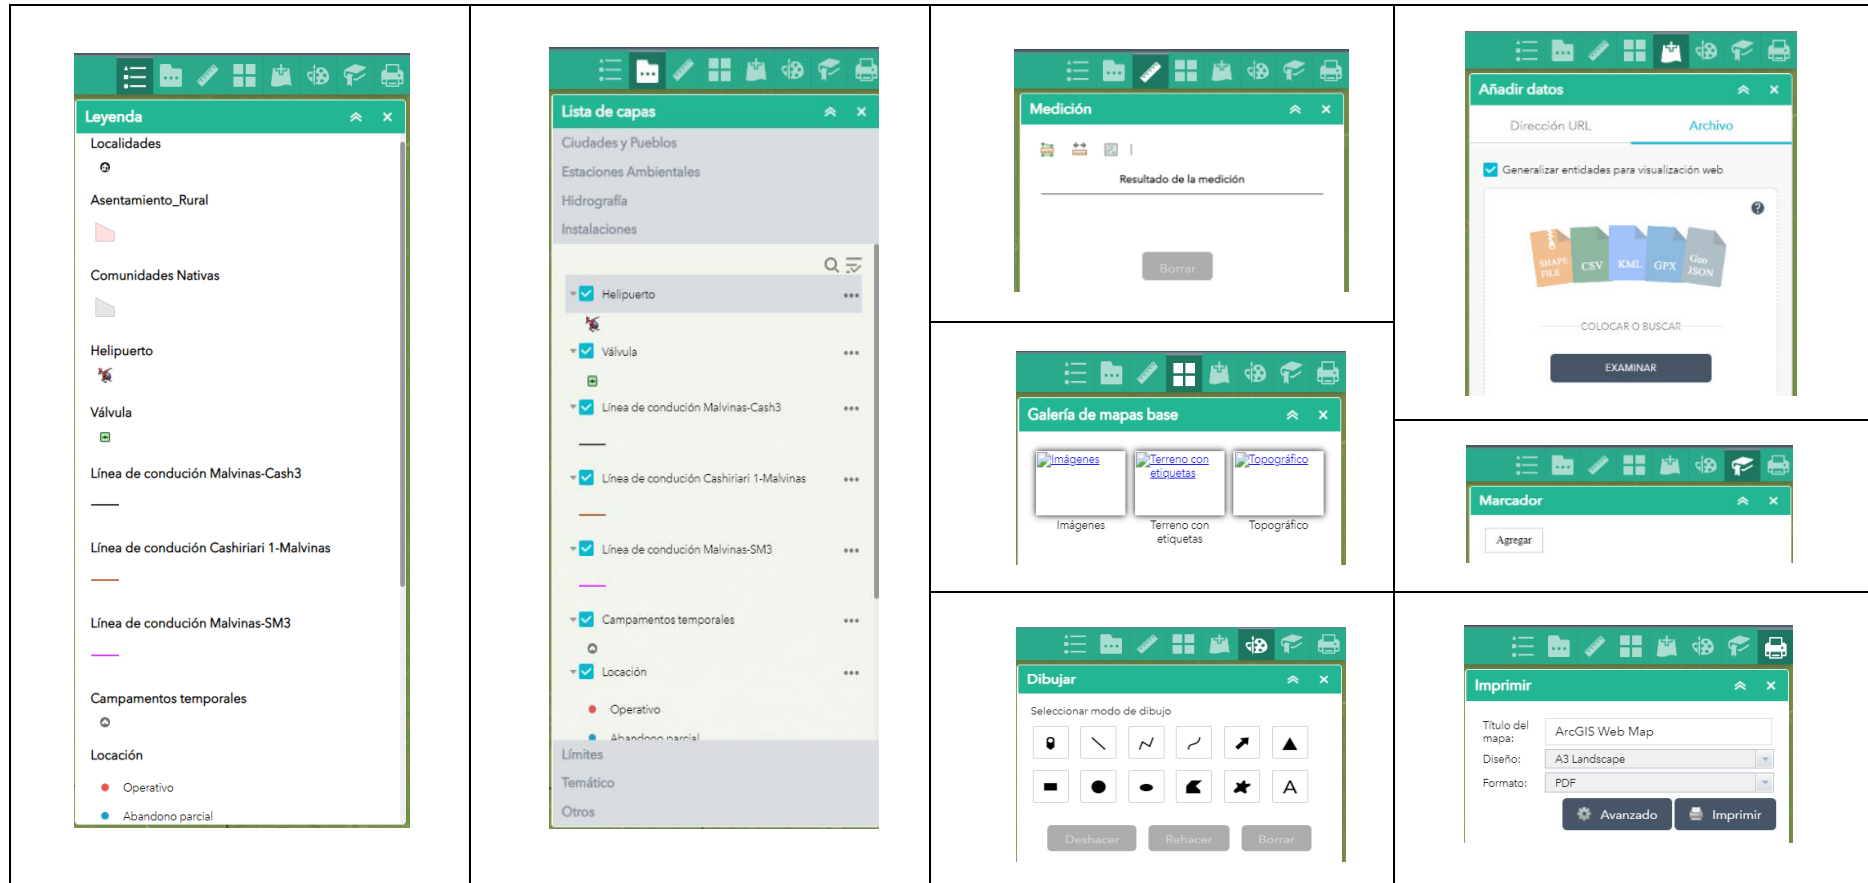 Leyenda
Localidades
Asentamiento_Rural
Comunidades Nativas
Helipuerto
Válvula
Línea de condución Malvinas-Cash3
Línea de condución Cashiriari 1-Malvinas
Línea de condución Malvinas-SM3
Campamentos temporales
Locación
Operativo
Abandono parcial
Lista de capas
Ciudades y Pueblos
Estaciones Ambientales
Hidrografía
Instalaciones
Helipuerto
Válvula
Línea de condución Malvinas-Cash3
Línea de condución Cashiriari 1-Malvinas
Línea de condución Malvinas-SM3
Campamentos temporales
Locación
Operativo
Abandono parcial
Límites
Temático
Otros
Medición
Resultado de la medición
Borrar
Galería de mapas base
Imágenes
Terreno con
etiquetas
Topográfico
Imágenes
Terreno con
etiquetas
Topográfico
Dibujar
Seleccionar modo de dibujo
A
Deshacer Rehacer Borrar
Añadir datos
Dirección URL Archivo
Generalizar entidades para visualización web
?
SHAPE
FILE
CSV
KML
GPX
Geo
JSON
COLOCAR O BUSCAR
EXAMINAR
Marcador
Agregar
Imprimir
Título del
mapa:
ArcGIS Web Map
Diseño: A3 Landscape
Formato: PDF
Avanzado Imprimir